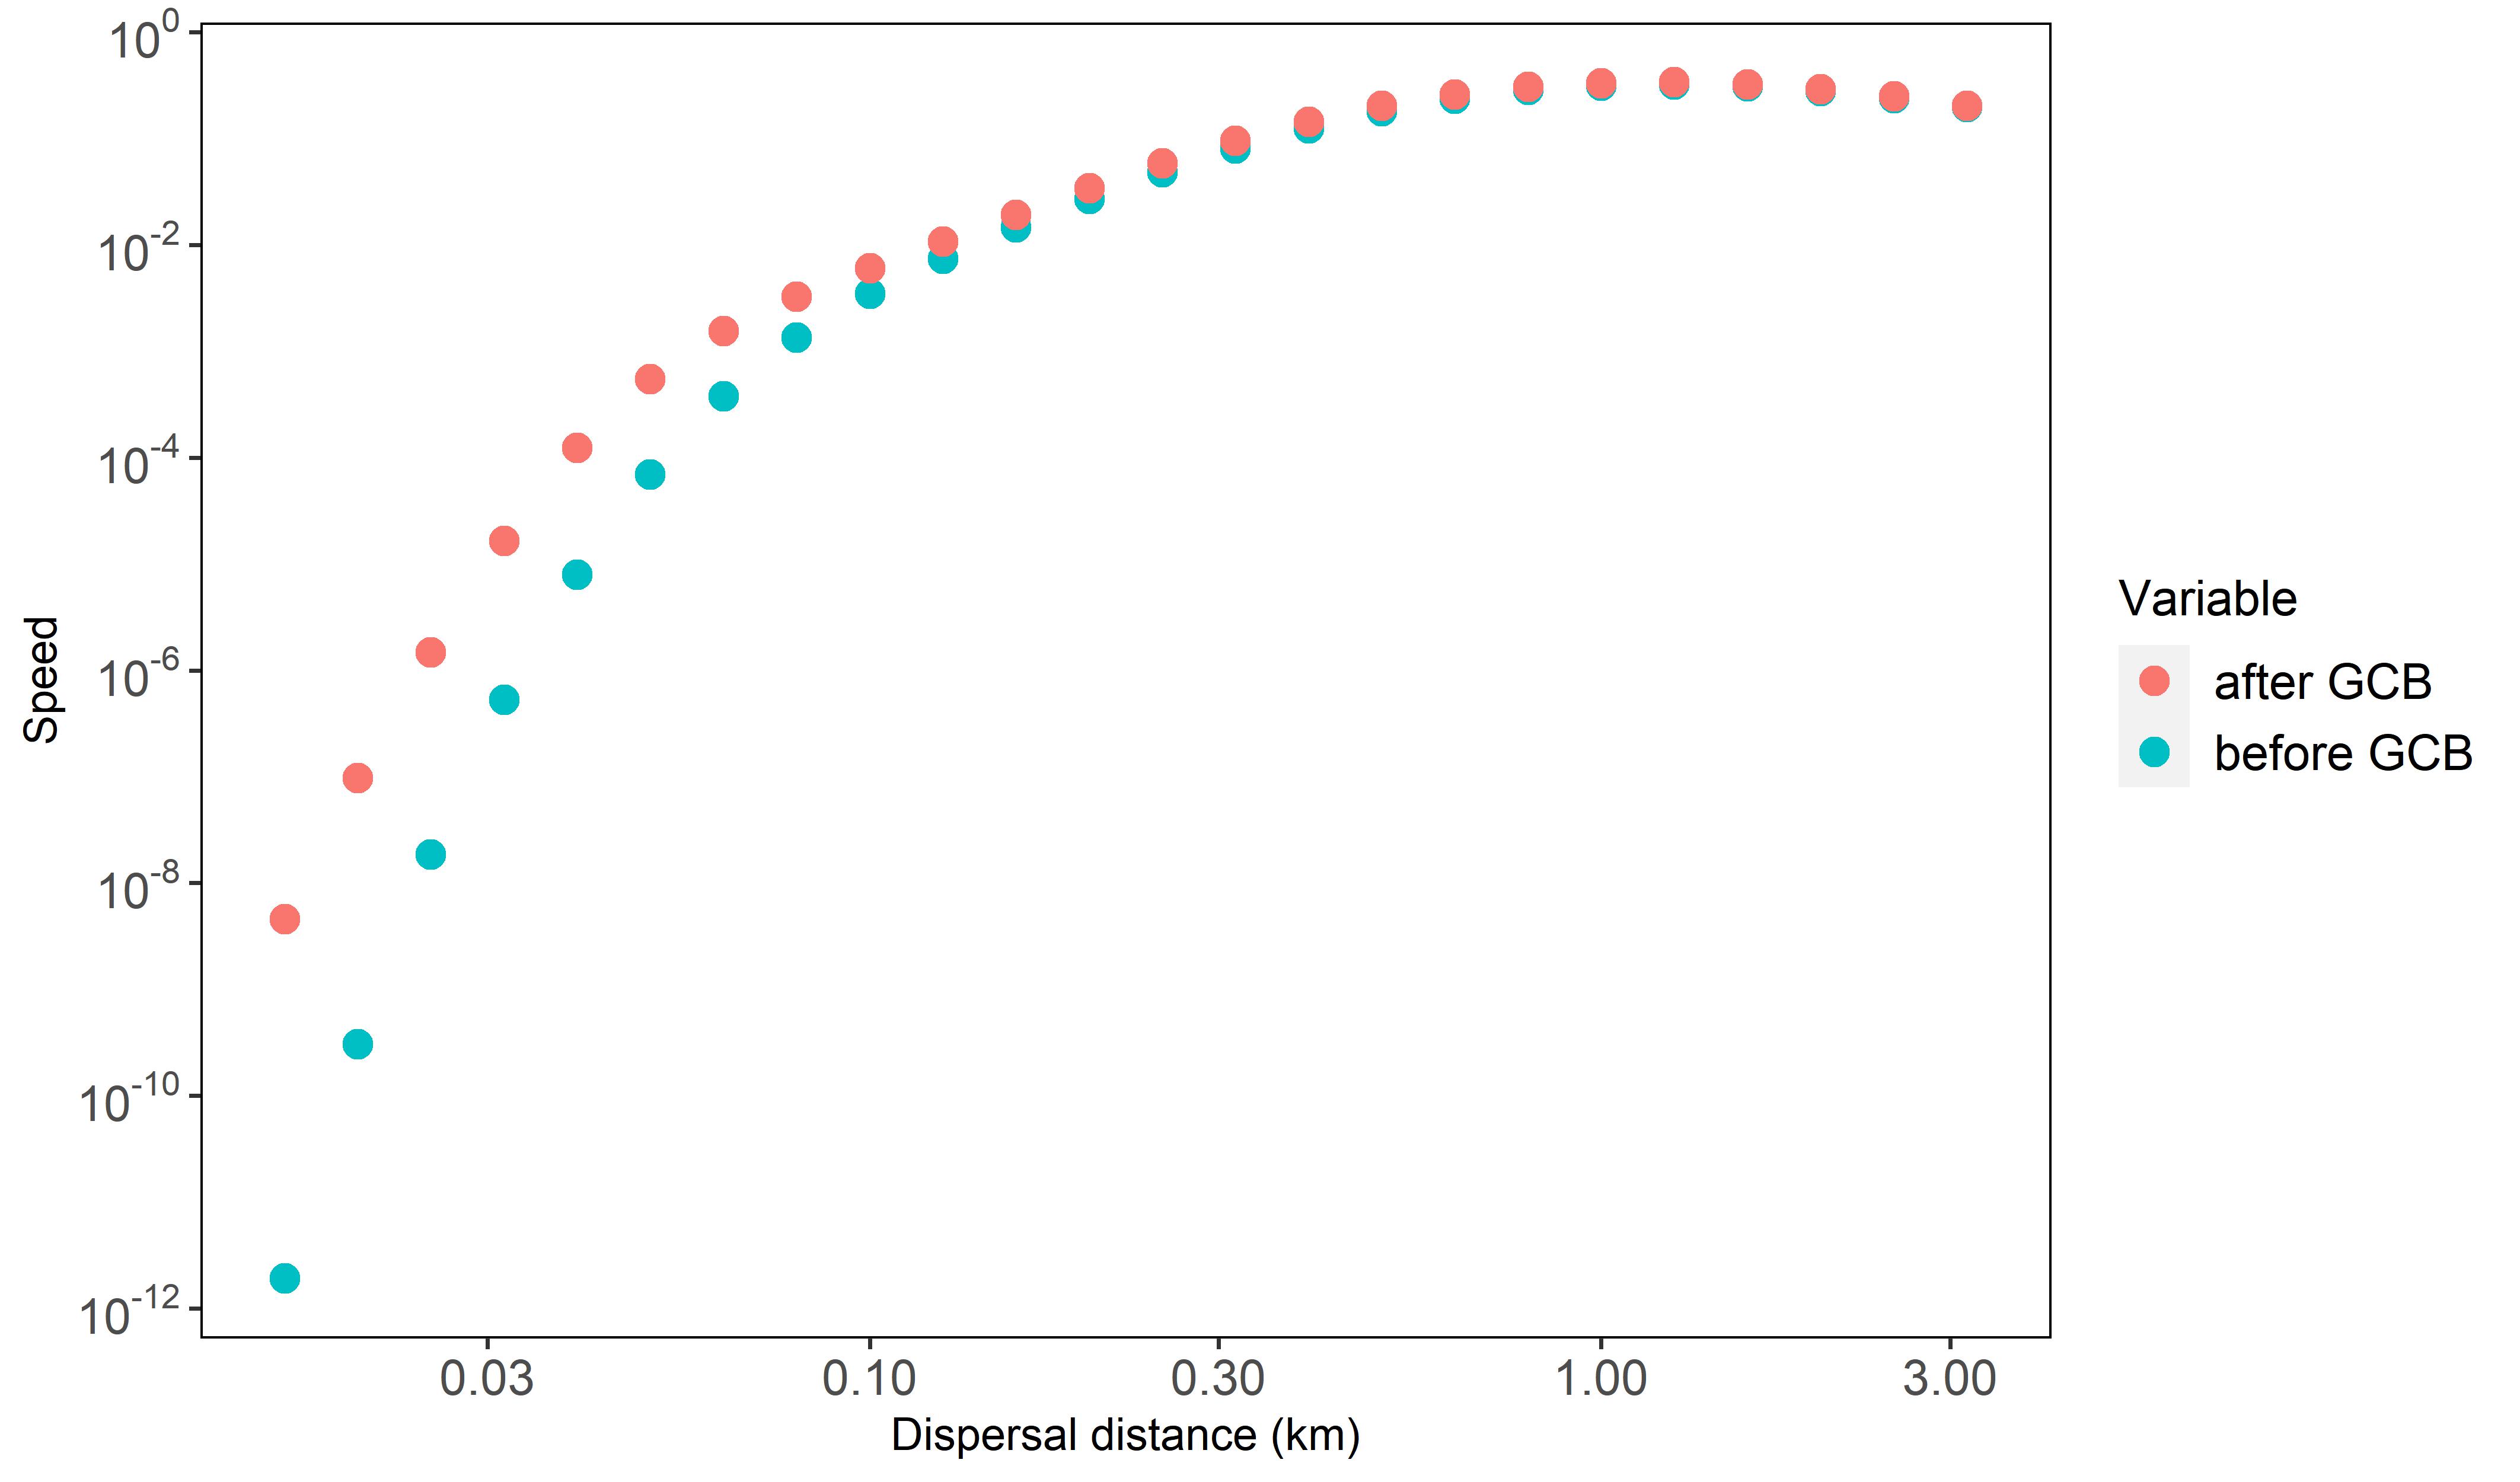 10^0
10^-2
10^-4
10^-6
10^-8
10^-10
10^-12
Speed
0.03 0.10 0.30 1.00 3.00
Dispersal distance (km)
Variable
after GCB
before GCB